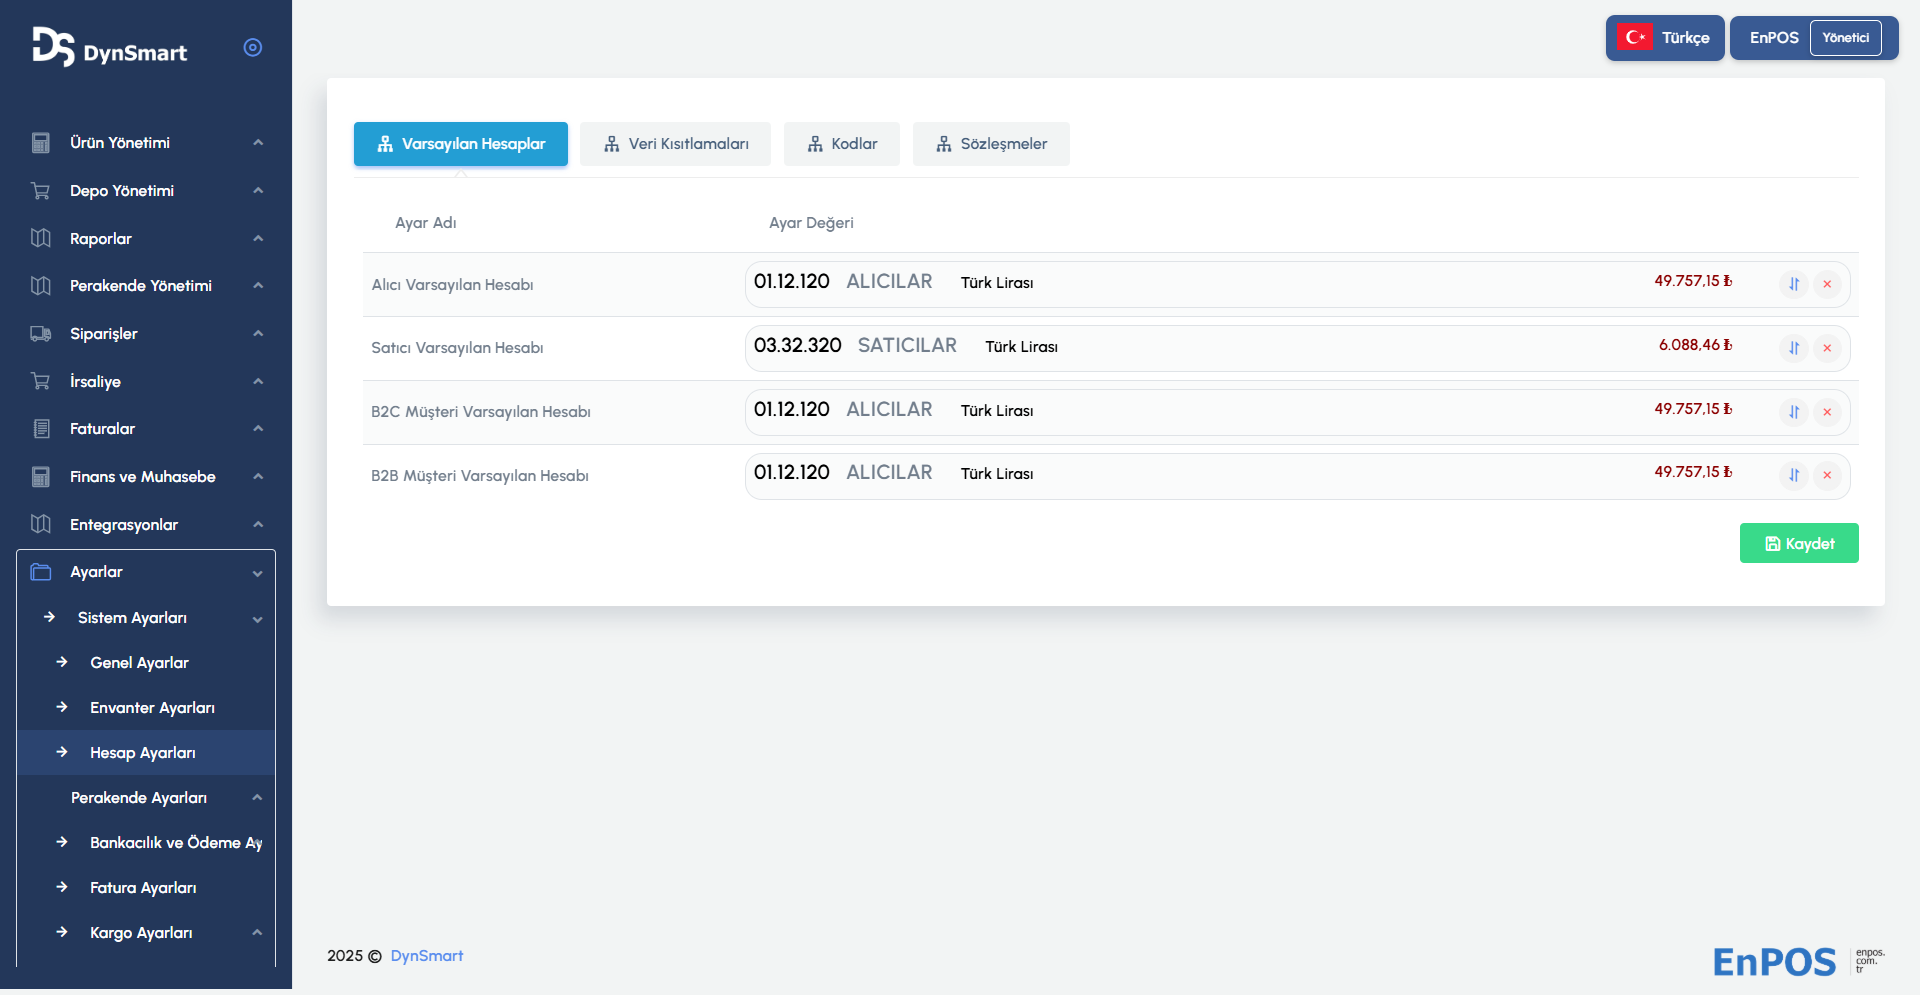 DS DynSmart
Türkçe
EnPOS Yönetici
Ürün Yönetimi
Depo Yönetimi
Raporlar
Perakende Yönetimi
Siparişler
İrsaliye
Faturalar
Finans ve Muhasebe
Entegrasyonlar
Ayarlar
Sistem Ayarları
Genel Ayarlar
Envanter Ayarları
Hesap Ayarları
Perakende Ayarları
Bankacılık ve Ödeme Ay
Fatura Ayarları
Kargo Ayarları
Varsayılan Hesaplar Veri Kısıtlamaları Kodlar Sözleşmeler
Ayar Adı Ayar Değeri
Alıcı Varsayılan Hesabı 01.12.120 ALICILAR Türk Lirası 49.757,15 ₺
Satıcı Varsayılan Hesabı 03.32.320 SATICILAR Türk Lirası 6.088,46 ₺
B2C Müşteri Varsayılan Hesabı 01.12.120 ALICILAR Türk Lirası 49.757,15 ₺
B2B Müşteri Varsayılan Hesabı 01.12.120 ALICILAR Türk Lirası 49.757,15 ₺
Kaydet
2025 © DynSmart
EnPOS
enpos.
com.
tr